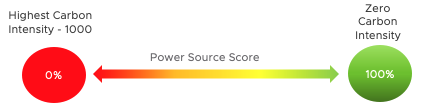 Highest Carbon
Intensity - 1000
Zero
Carbon
Intensity
Power Source Score
0%
100%